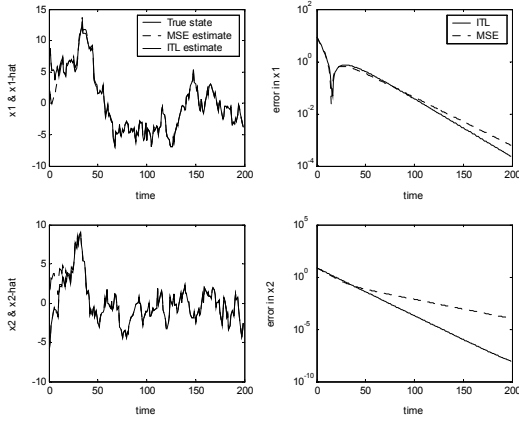 15
10
5
0
-5
-10
x1 & x1-hat
True state
MSE estimate
ITL estimate
0 50 100 150 200
time
10^2
10^0
10^-2
10^-4
error in x1
ITL
MSE
0 50 100 150 200
time
10
5
0
-5
-10
x2 & x2-hat
0 50 100 150 200
time
10^5
10^0
10^-5
10^-10
error in x2
0 50 100 150 200
time